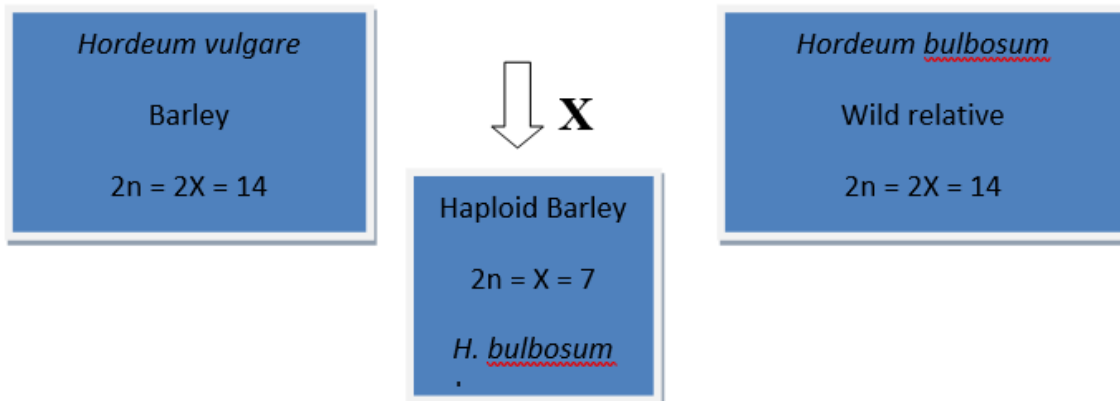 Hordeum vulgare
Barley
2n = 2X = 14
X
Hordeum bulbosum
Wild relative
2n = 2X = 14
Haploid Barley
2n = X = 7
H. bulbosum